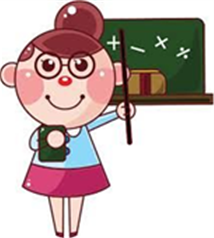 + − × ÷